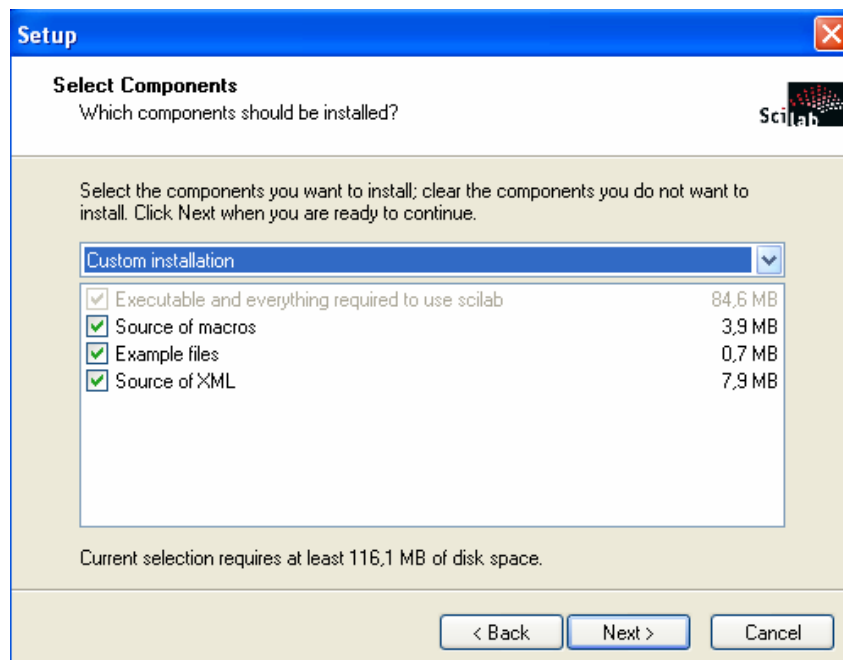 Setup
Select Components
Which components should be installed?
Scilab
Select the components you want to install; clear the components you do not want to
install. Click Next when you are ready to continue.
Custom installation
Executable and everything required to use scilab 84,6 MB
Source of macros 3,9 MB
Example files 0,7 MB
Source of XML 7,9 MB
Current selection requires at least 116,1 MB of disk space.
< Back Next > Cancel